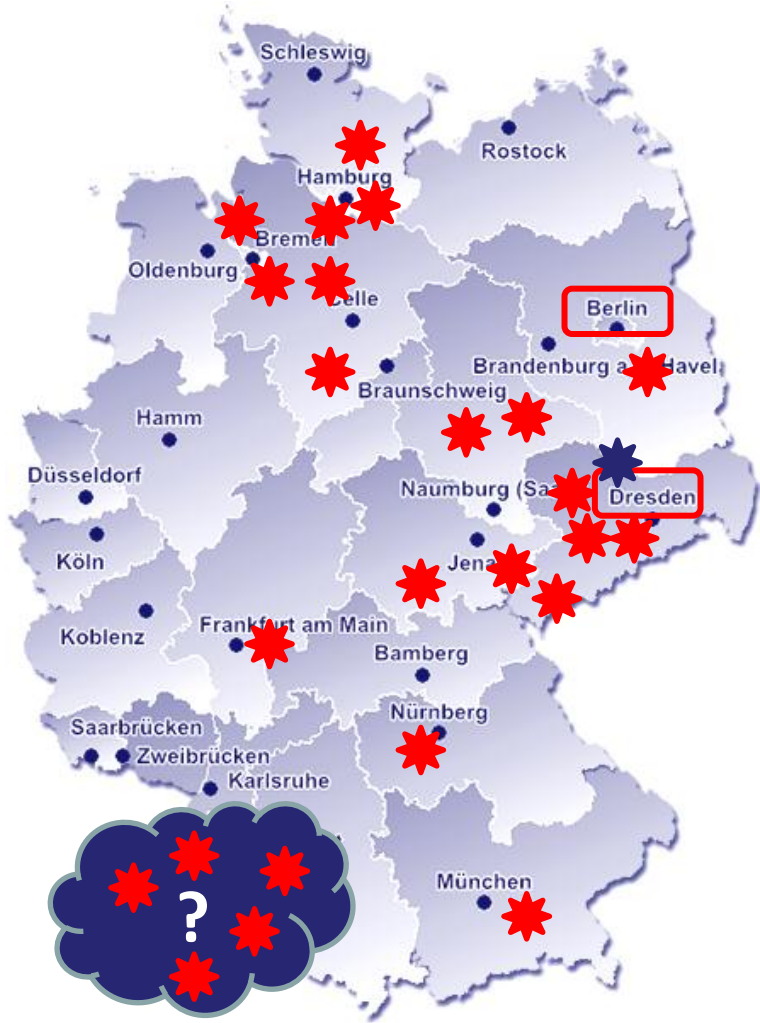 Schleswig
Rostock
Hamburg
Bremen
Oldenburg
Celle
Berlin
Brandenburg a Havel
Braunschweig
Hamm
Düsseldorf
Naumburg (Saa
Dresden
Köln
Jena
Koblenz
Frankfurt am Main
Bamberg
Nürnberg
Saarbrücken
Zweibrücken
Karlsruhe
München
?